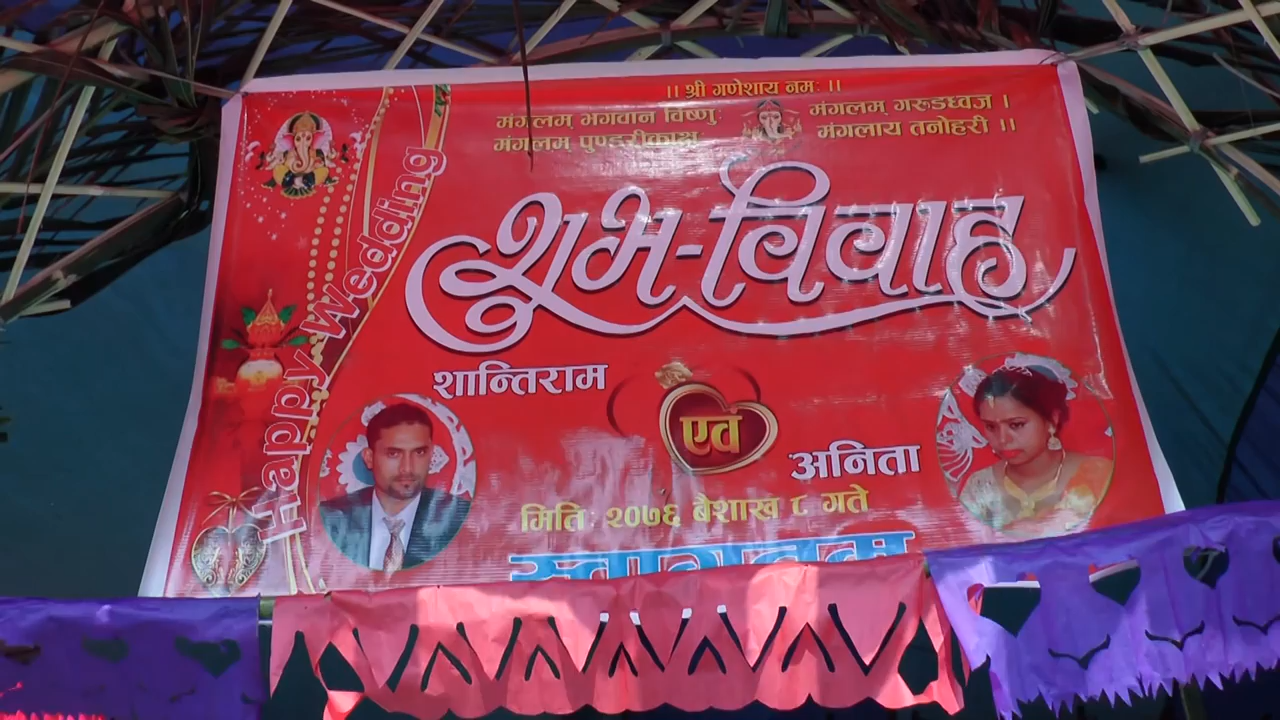 ।। श्री गणेशाय नमः ।।
मंगलम् भगवान विष्णुः मंगलम् गरुडध्वज ।
मंगलम् पुण्डरीकाक्षः मंगलाय तनोहरी ।।
Happy Wedding
शुभ-विवाह
शान्तिराम
एवं
अनिता
मितिः २०७६ बैशाख ८ गते
स्वागतम